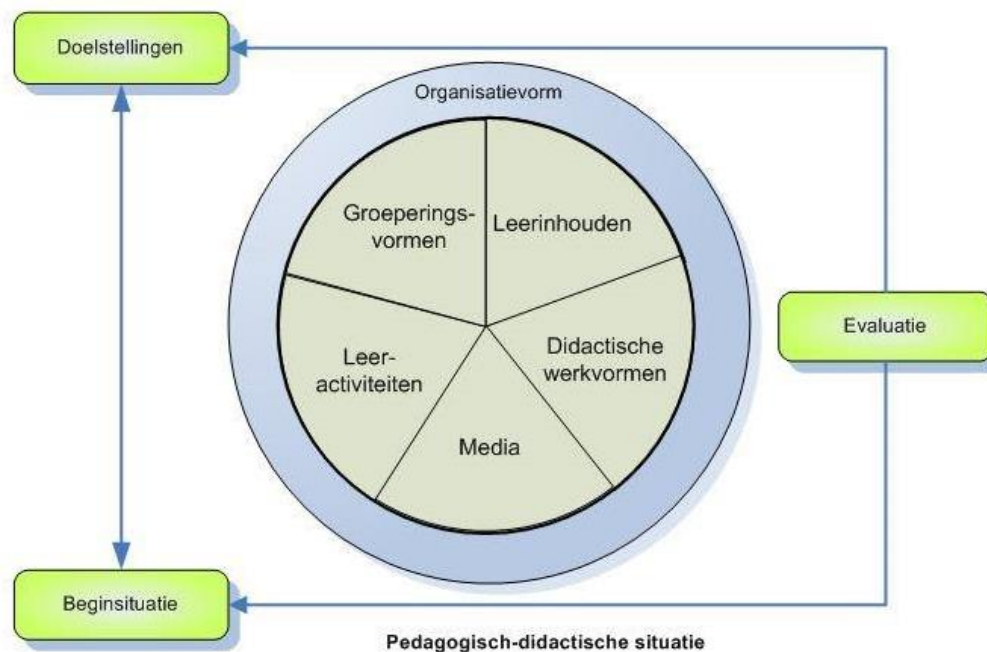 Doelstellingen
Organisatievorm
Groeperings-
vormen
Leerinhouden
Evaluatie
Didactische
werkvormen
Leer-
activiteiten
Media
Beginsituatie
Pedagogisch-didactische situatie